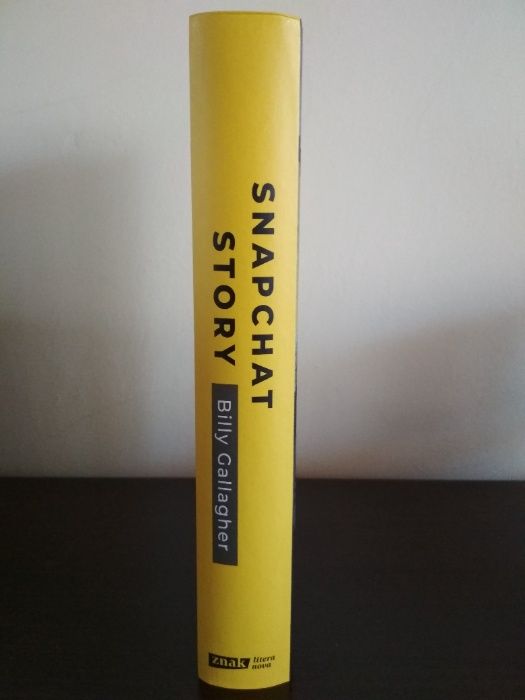 SNAPCHAT
STORY
Billy Gallagher
znak litera
nova